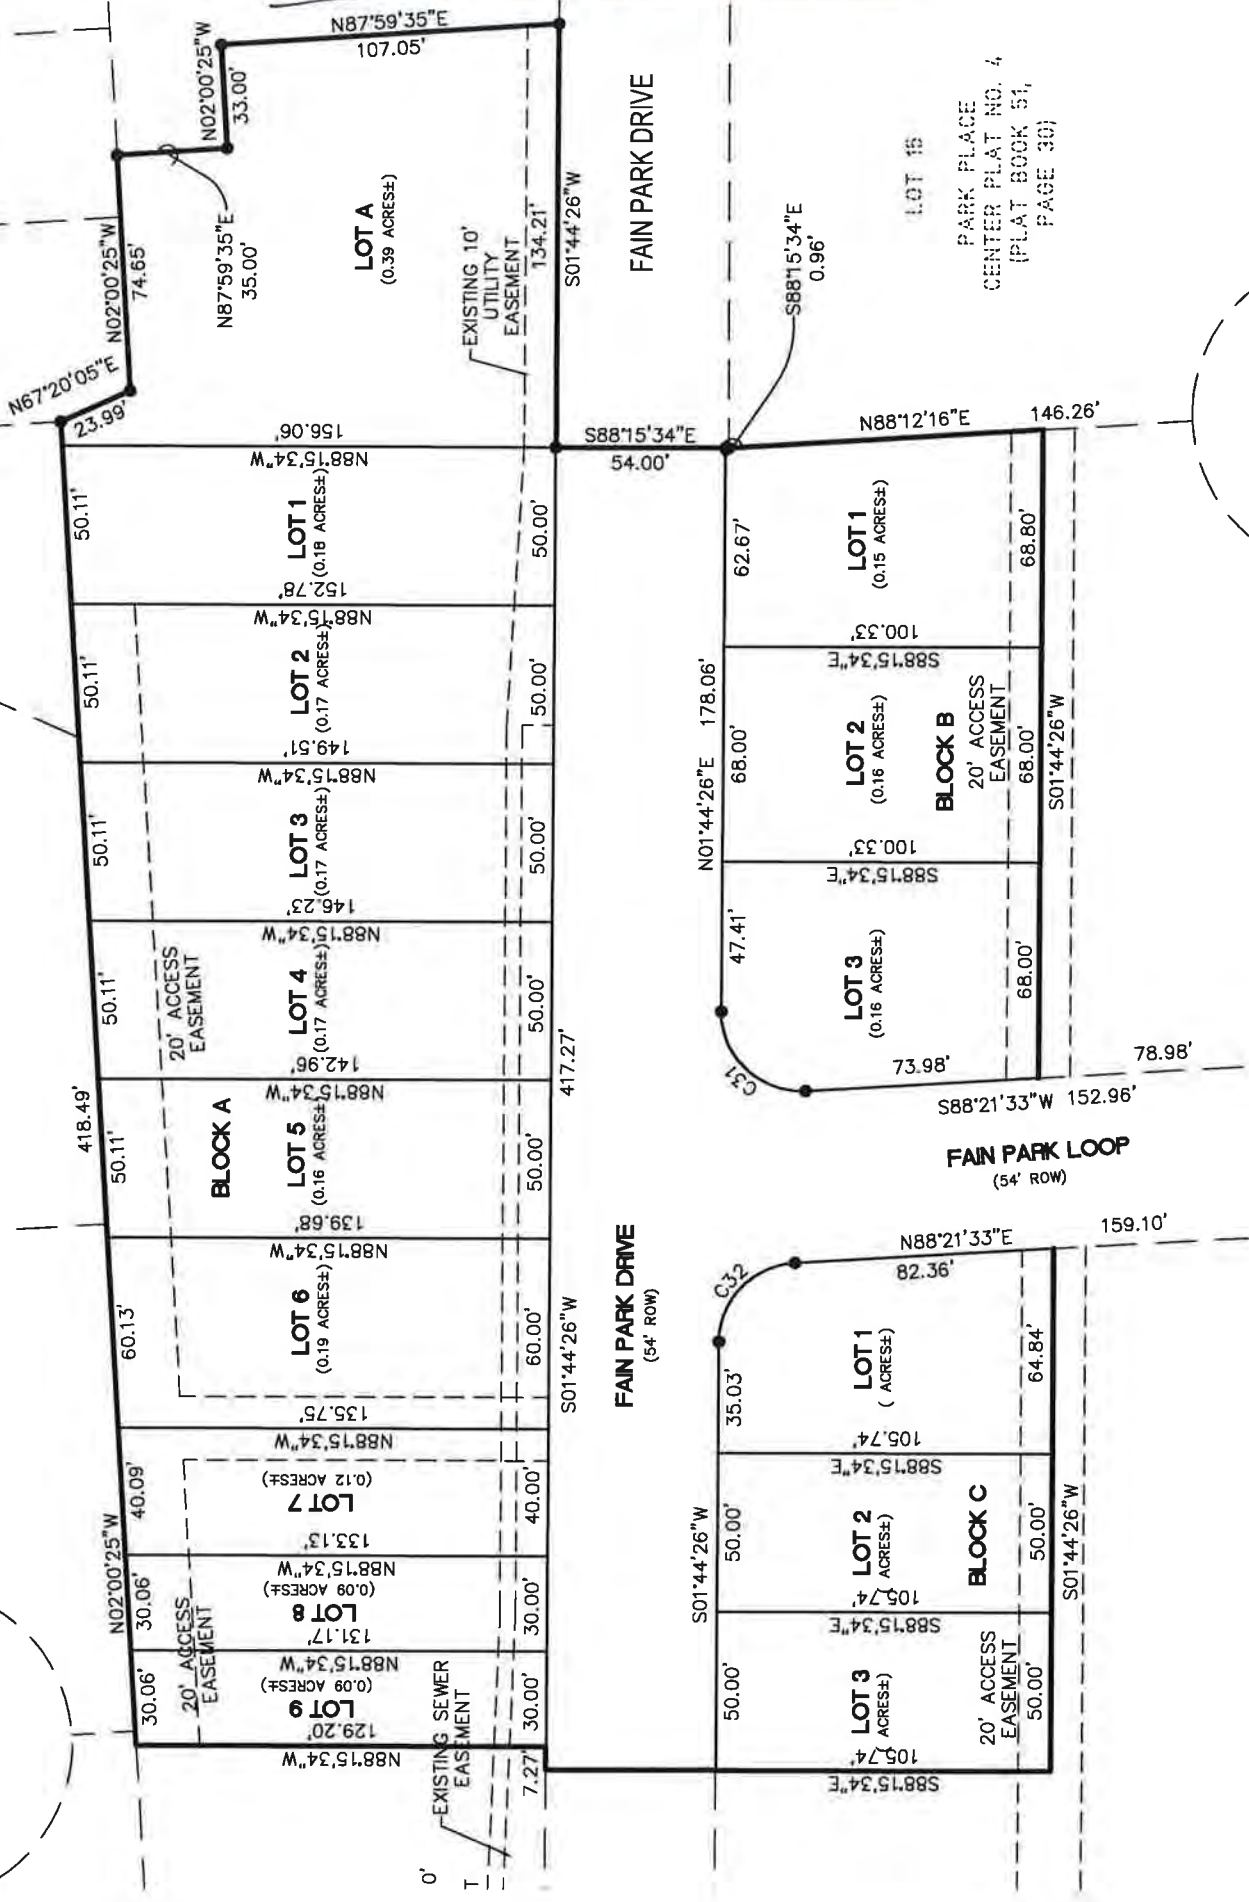 N87°59'35"E
107.05'
N02°00'25"W
33.00'
N87°59'35"E
35.00'
N02°00'25"W
74.65'
N67°20'05"E
23.99'
LOT A
(0.39 ACRES±)
EXISTING 10'
UTILITY
EASEMENT
134.21'
S01°44'26"W
FAIN PARK DRIVE
S88°15'34"E
0.96'
LOT 15
PARK PLACE
CENTER PLAT NO. 4
(PLAT BOOK 51,
PAGE 30)
156.06'
N88°15'34"W
S88°15'34"E
54.00'
N88°12'16"E
146.26'
50.11'
LOT 1
(0.18 ACRES±)
50.00'
152.78'
N88°15'34"W
50.11'
LOT 2
(0.17 ACRES±)
50.00'
149.51'
N88°15'34"W
50.11'
LOT 3
(0.17 ACRES±)
50.00'
146.23'
N88°15'34"W
50.11'
20' ACCESS
EASEMENT
LOT 4
(0.17 ACRES±)
50.00'
142.96'
N88°15'34"W
418.49'
417.27'
50.11'
BLOCK A
LOT 5
(0.16 ACRES±)
50.00'
139.68'
N88°15'34"W
60.13'
LOT 6
(0.19 ACRES±)
60.00'
S01°44'26"W
135.75'
N88°15'34"W
40.09'
LOT 7
(0.12 ACRES±)
40.00'
133.13'
N88°15'34"W
N02°00'25"W
30.06'
LOT 8
(0.09 ACRES±)
30.00'
131.17'
N88°15'34"W
20' ACCESS
EASEMENT
30.06'
LOT 9
(0.09 ACRES±)
30.00'
129.20'
N88°15'34"W
EXISTING SEWER
EASEMENT
7.27'
0'
T
62.67'
LOT 1
(0.15 ACRES±)
68.80'
100.33'
S88°15'34"E
N01°44'26"E 178.06'
68.00'
LOT 2
(0.16 ACRES±)
BLOCK B
20' ACCESS
EASEMENT
68.00'
S01°44'26"W
100.33'
S88°15'34"E
47.41'
LOT 3
(0.16 ACRES±)
68.00'
C31
73.98'
S88°21'33"W 152.96'
78.98'
FAIN PARK LOOP
(54' ROW)
FAIN PARK DRIVE
(54' ROW)
N88°21'33"E
159.10'
82.36'
C32
35.03'
LOT 1
( ACRES±)
64.84'
105.74'
S88°15'34"E
S01°44'26"W
50.00'
LOT 2
( ACRES±)
BLOCK C
50.00'
S01°44'26"W
105.74'
S88°15'34"E
50.00'
LOT 3
( ACRES±)
20' ACCESS
EASEMENT
50.00'
105.74'
S88°15'34"E